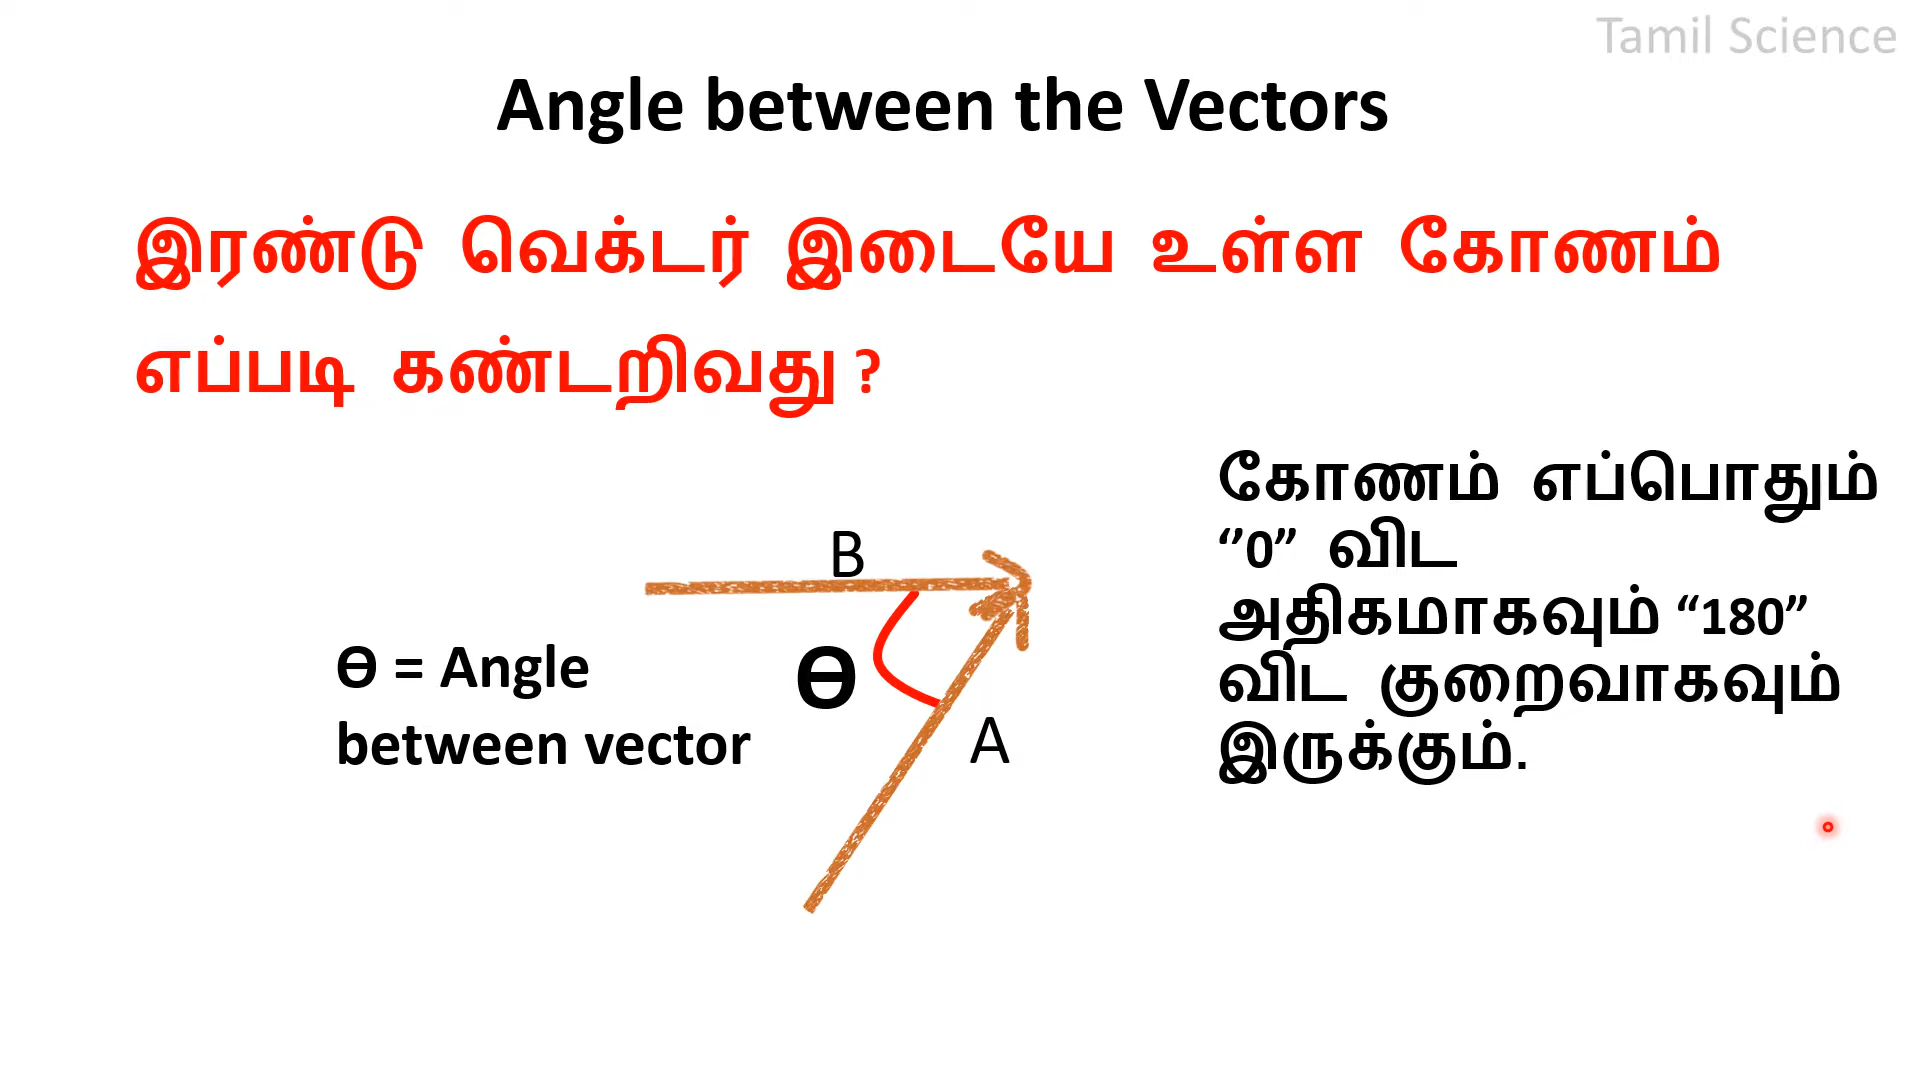 Tamil Science
Angle between the Vectors
இரண்டு வெக்டர் இடையே உள்ள கோணம்
எப்படி கண்டறிவது ?
கோணம் எப்பொதும்
‘’0” விட
அதிகமாகவும் “180”
விட குறைவாகவும்
இருக்கும்.
B
ϴ = Angle
between vector
ϴ
A